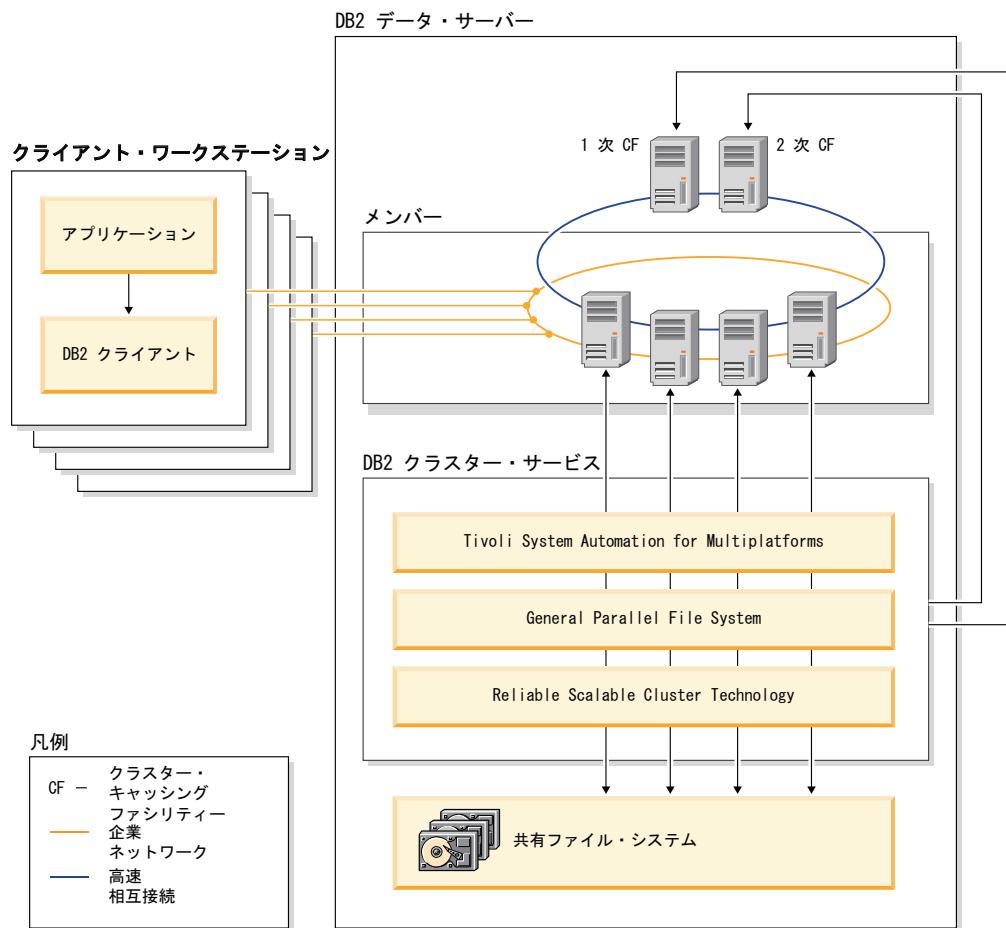 DB2 データ・サーバー
1 次 CF
2 次 CF
クライアント・ワークステーション
アプリケーション
DB2 クライアント
メンバー
DB2 クラスター・サービス
Tivoli System Automation for Multiplatforms
General Parallel File System
Reliable Scalable Cluster Technology
共有ファイル・システム
凡例
CF － クラスター・
キャッシング
ファシリティー
企業
ネットワーク
高速
相互接続